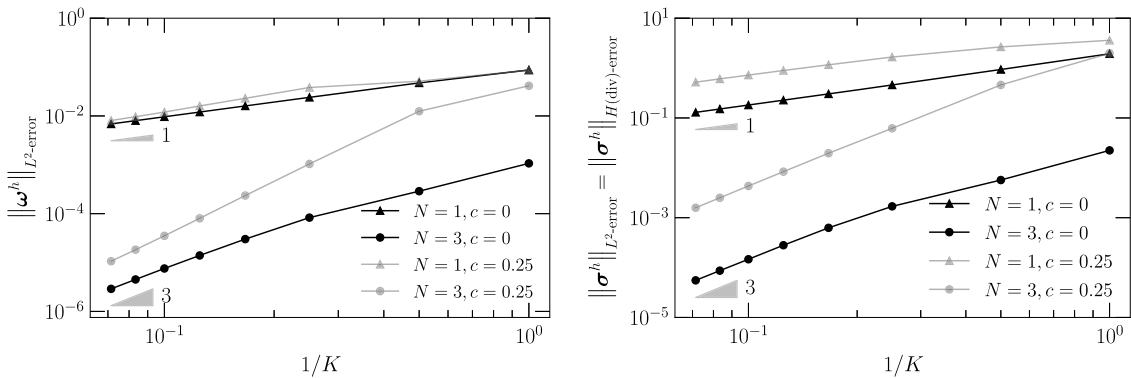 10^0
10^{-2}
10^{-4}
10^{-6}
||ω^h||_{L^2-error}
1
3
N = 1, c = 0
N = 3, c = 0
N = 1, c = 0.25
N = 3, c = 0.25
10^{-1}
10^0
1/K
10^1
10^{-1}
10^{-3}
10^{-5}
||σ^h||_{L^2-error} = ||σ^h||_{H(div)-error}
1
3
N = 1, c = 0
N = 3, c = 0
N = 1, c = 0.25
N = 3, c = 0.25
10^{-1}
10^0
1/K